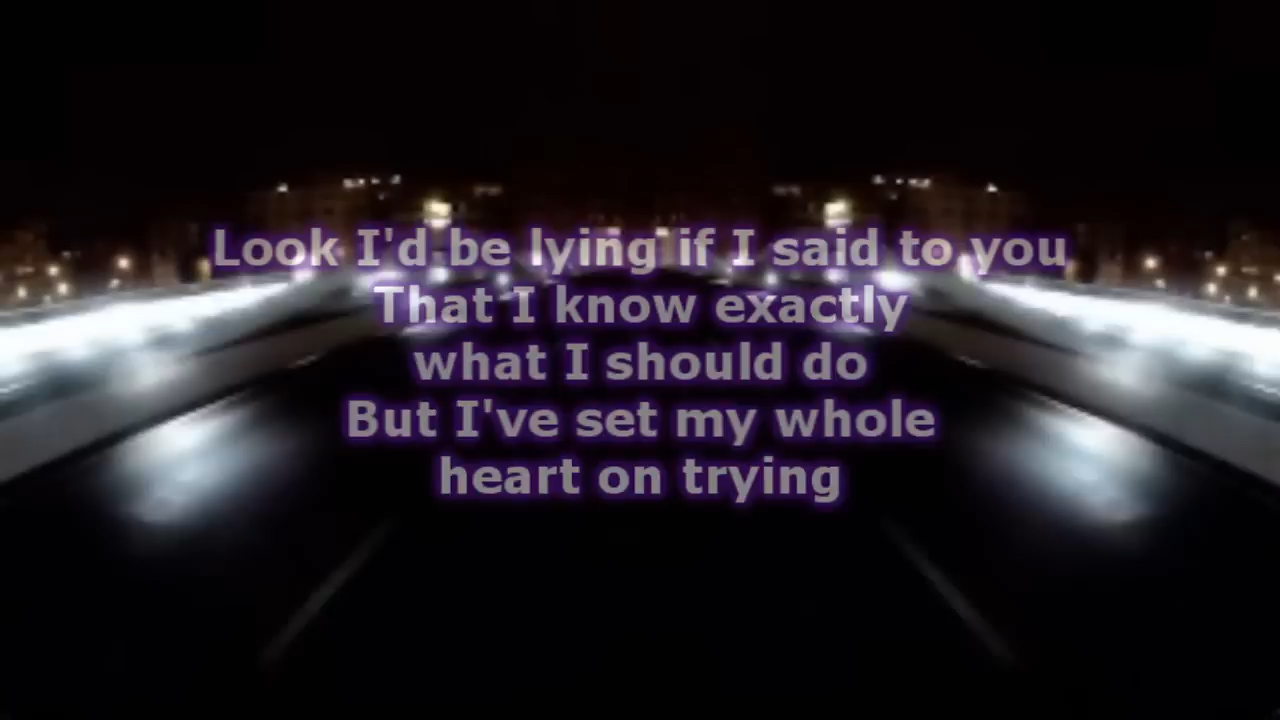 Look I'd be lying if I said to you
That I know exactly
what I should do
But I've set my whole
heart on trying